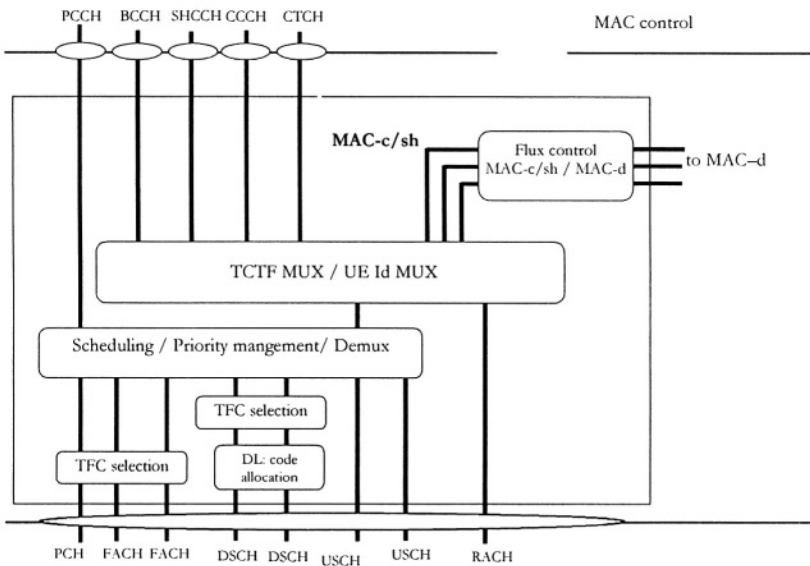 PCCH BCCH SHCCH CCCH CTCH
MAC control
MAC-c/sh
Flux control
MAC-c/sh / MAC-d
to MAC–d
TCTF MUX / UE Id MUX
Scheduling / Priority mangement/ Demux
TFC selection
TFC selection
DL: code
allocation
PCH FACH FACH DSCH DSCH USCH USCH RACH